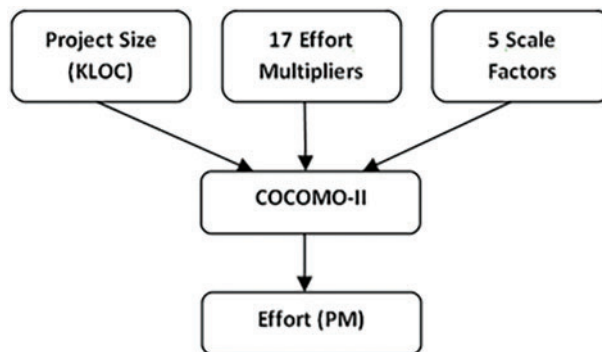 Project Size
(KLOC)
17 Effort
Multipliers
5 Scale
Factors
COCOMO-II
Effort (PM)